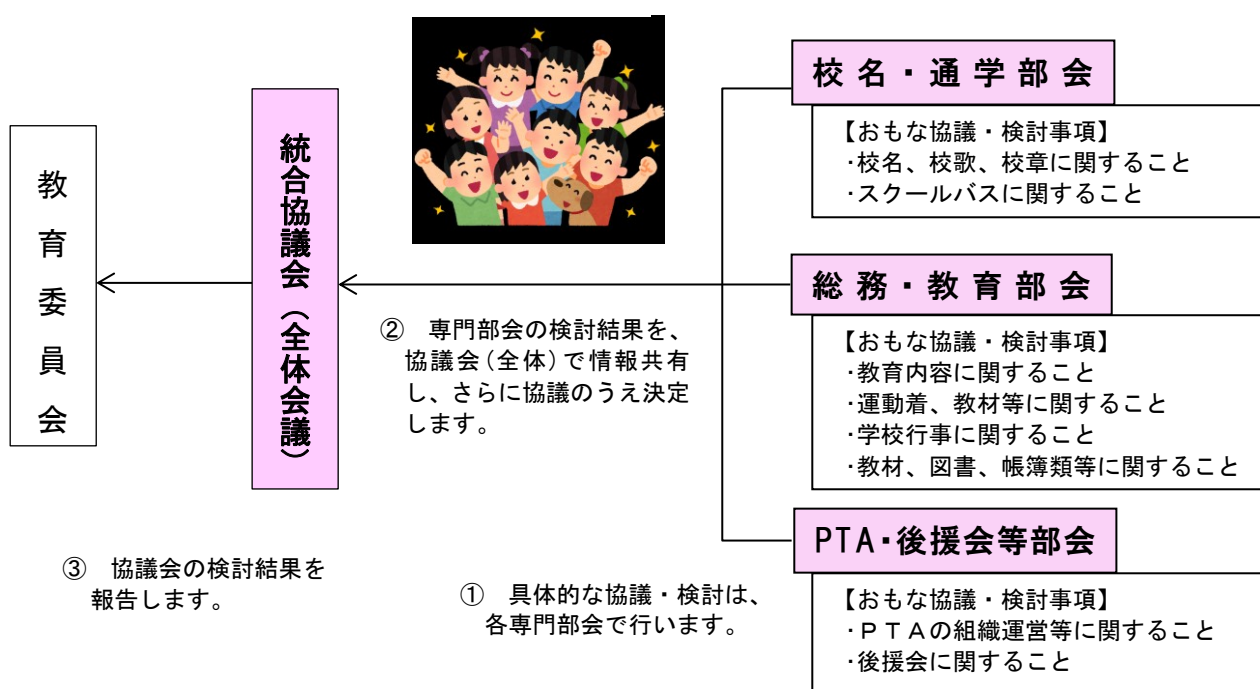 教育委員会
統合協議会（全体会議）
校名・通学部会
【おもな協議・検討事項】
・校名、校歌、校章に関すること
・スクールバスに関すること
総務・教育部会
【おもな協議・検討事項】
・教育内容に関すること
・運動着、教材等に関すること
・学校行事に関すること
・教材、図書、帳簿類等に関すること
PTA・後援会等部会
【おもな協議・検討事項】
・ＰＴＡの組織運営等に関すること
・後援会に関すること
①　具体的な協議・検討は、
各専門部会で行います。
②　専門部会の検討結果を、
協議会(全体)で情報共有
し、さらに協議のうえ決定
します。
③　協議会の検討結果を
報告します。